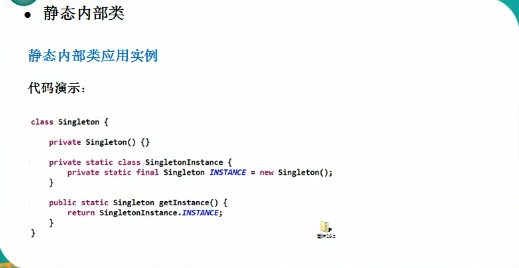 • 静态内部类
静态内部类应用实例
代码演示：
class Singleton {
private Singleton() {}
private static class SingletonInstance {
private static final Singleton INSTANCE = new Singleton();
}
public static Singleton getInstance() {
return SingletonInstance.INSTANCE;
}
}